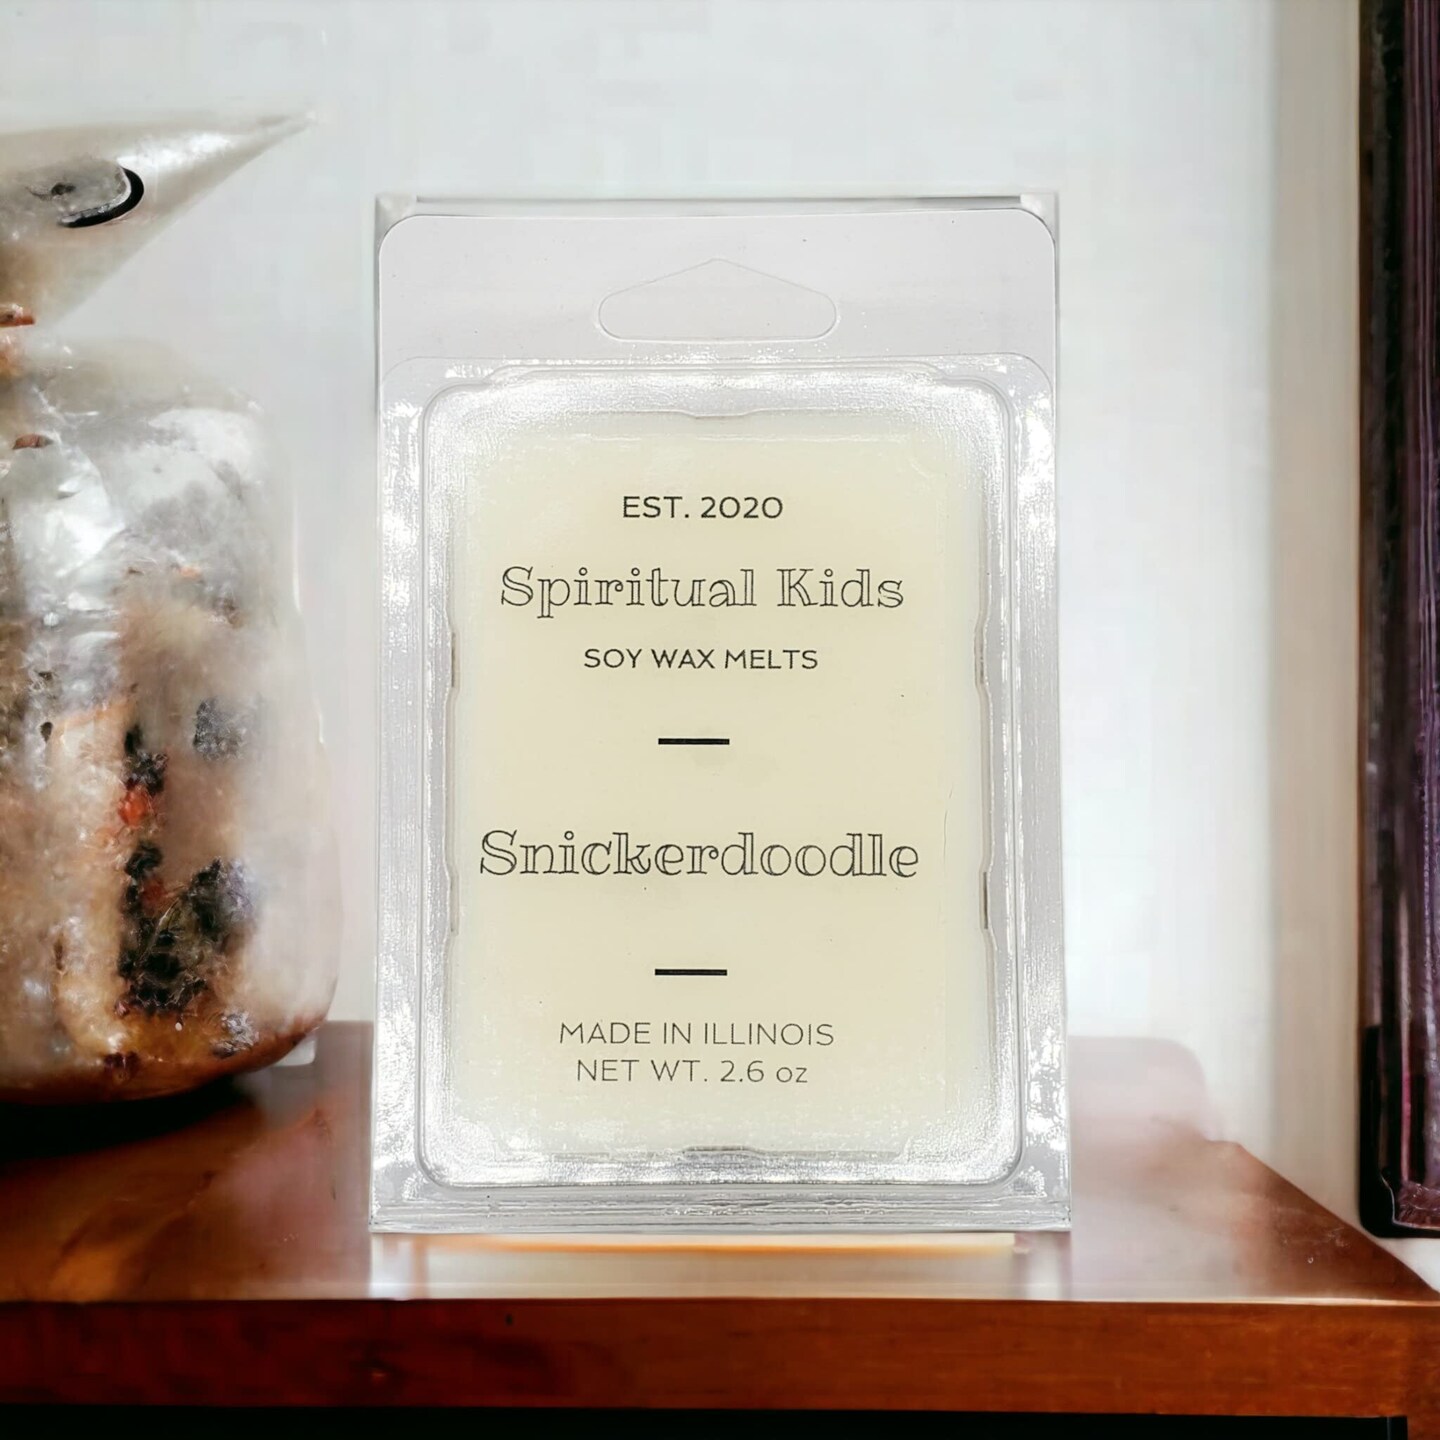 EST. 2020
Spiritual Kids
SOY WAX MELTS
Snickerdoodle
MADE IN ILLINOIS
NET WT. 2.6 oz